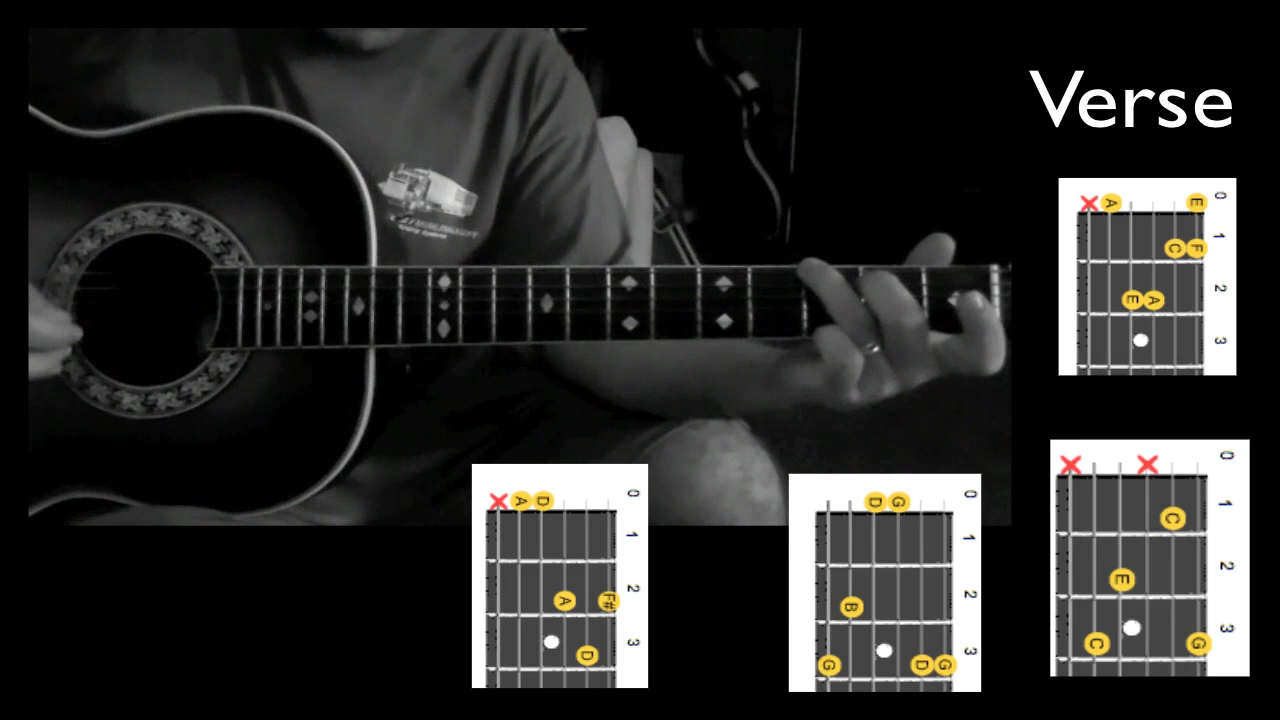 Verse
X A E 0
C F 1
E A 2
3
X X 0
C 1
E 2
C G 3
X A D 0
1
A F# 2
D 3
D G 0
1
B 2
G D G 3